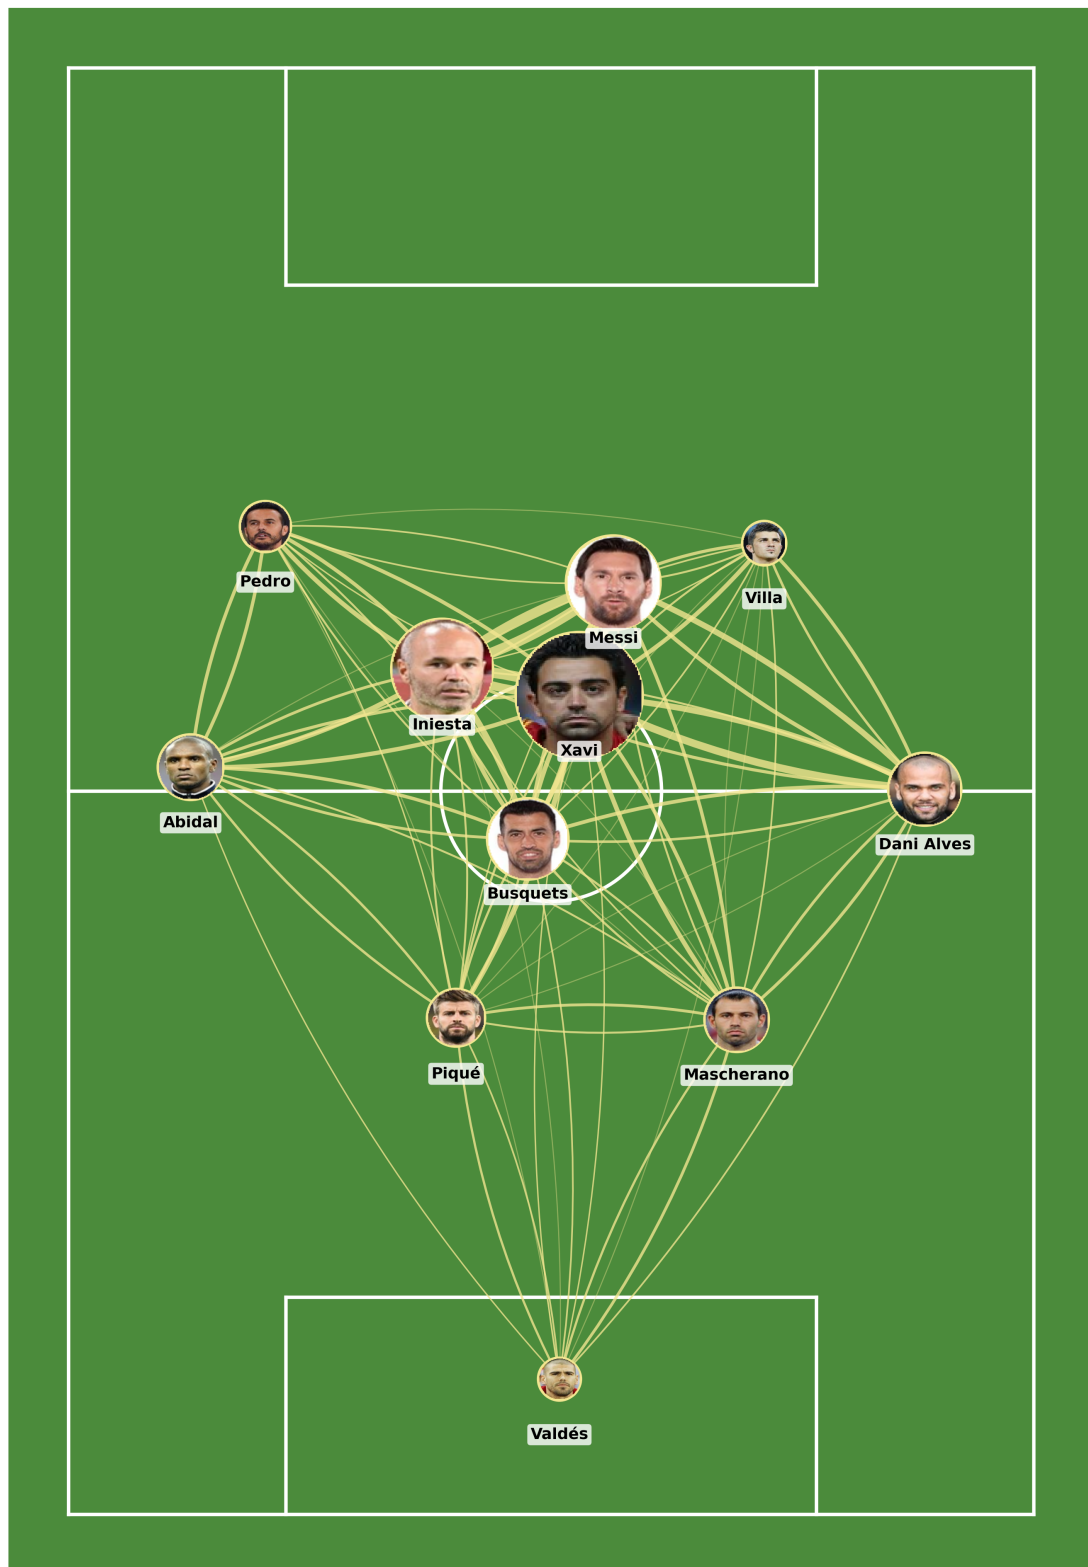 Pedro
Villa
Messi
Iniesta
Xavi
Abidal
Dani Alves
Busquets
Piqué
Mascherano
Valdés